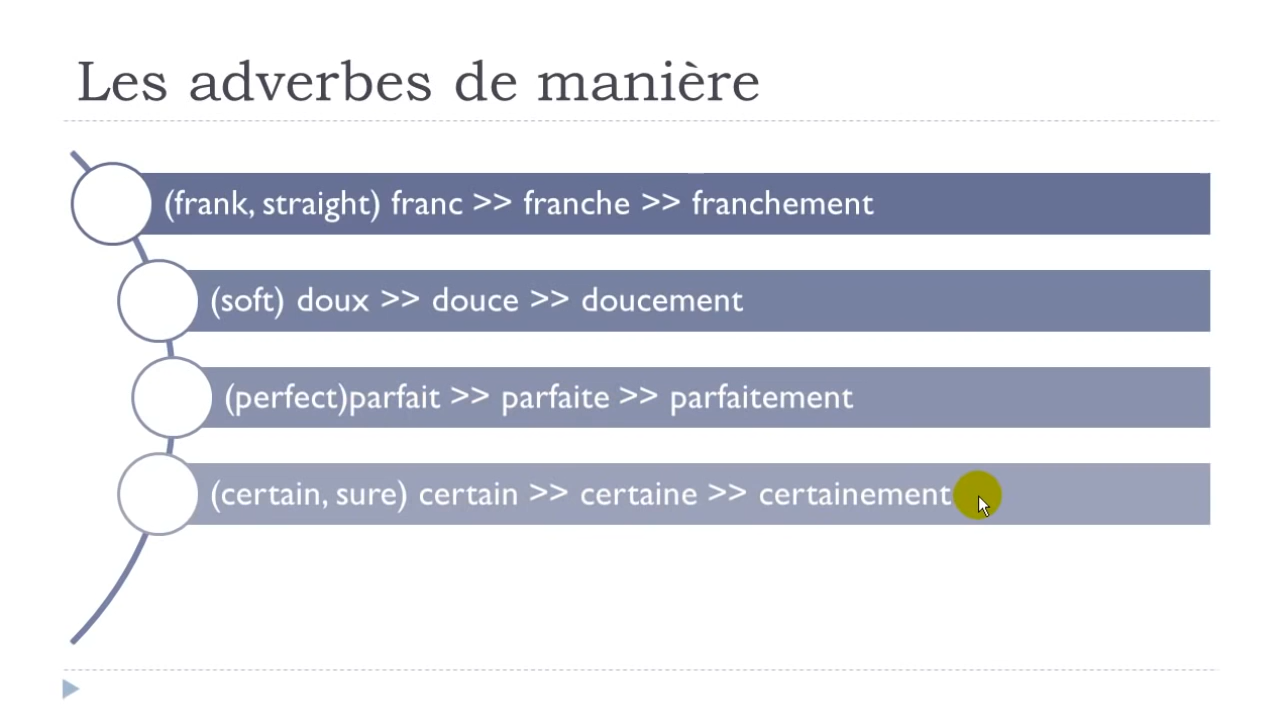 Les adverbes de manière
(frank, straight) franc >> franche >> franchement
(soft) doux >> douce >> doucement
(perfect)parfait >> parfaite >> parfaitement
(certain, sure) certain >> certaine >> certainement